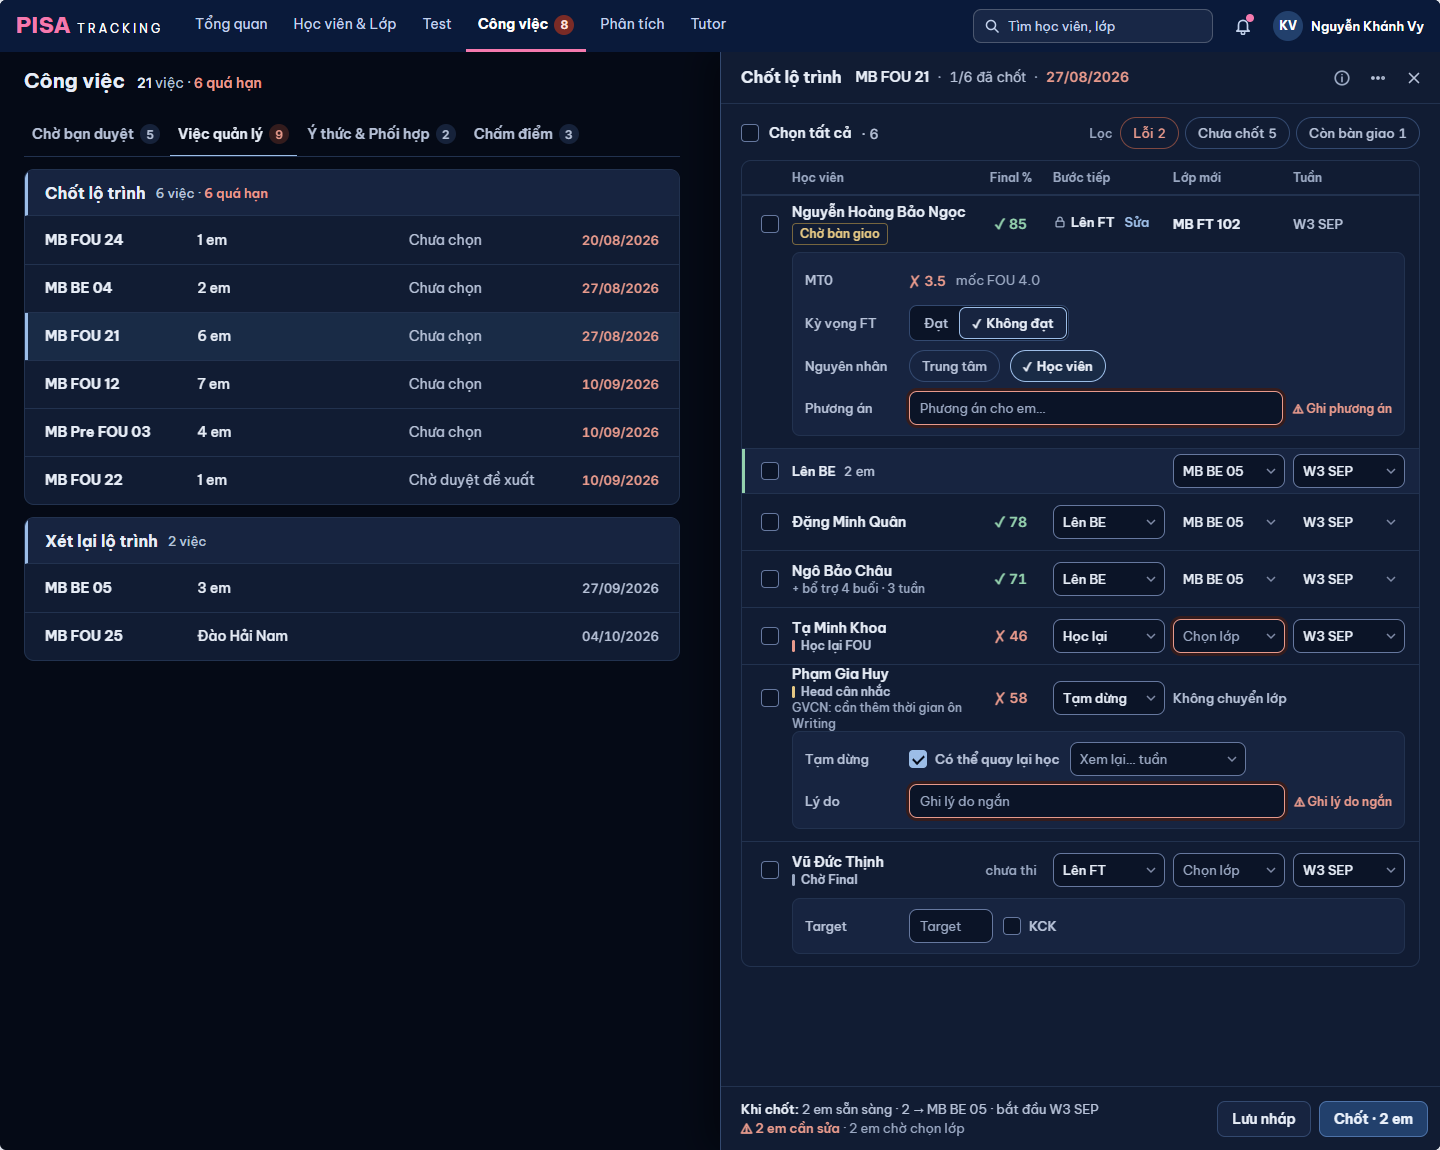 PISA TRACKING
Tổng quan
Học viên & Lớp
Test
Công việc 8
Phân tích
Tutor
Tìm học viên, lớp
KV Nguyễn Khánh Vy
Công việc 21 việc · 6 quá hạn
Chờ bạn duyệt 5
Việc quản lý 9
Ý thức & Phối hợp 2
Chấm điểm 3
Chốt lộ trình 6 việc · 6 quá hạn
MB FOU 24 1 em Chưa chọn 20/08/2026
MB BE 04 2 em Chưa chọn 27/08/2026
MB FOU 21 6 em Chưa chọn 27/08/2026
MB FOU 12 7 em Chưa chọn 10/09/2026
MB Pre FOU 03 4 em Chưa chọn 10/09/2026
MB FOU 22 1 em Chờ duyệt đề xuất 10/09/2026
Xét lại lộ trình 2 việc
MB BE 05 3 em 27/09/2026
MB FOU 25 Đào Hải Nam 04/10/2026
Chốt lộ trình MB FOU 21 · 1/6 đã chốt · 27/08/2026
Chọn tất cả · 6
Lọc Lỗi 2 Chưa chốt 5 Còn bàn giao 1
Học viên Final % Bước tiếp Lớp mới Tuần
Nguyễn Hoàng Bảo Ngọc
Chờ bàn giao
✓ 85 Lên FT Sửa MB FT 102 W3 SEP
MT0 ✗ 3.5 mốc FOU 4.0
Kỳ vọng FT Đạt ✓ Không đạt
Nguyên nhân Trung tâm ✓ Học viên
Phương án Phương án cho em... ⚠ Ghi phương án
Lên BE 2 em MB BE 05 W3 SEP
Đặng Minh Quân ✓ 78 Lên BE MB BE 05 W3 SEP
Ngô Bảo Châu
+ bổ trợ 4 buổi · 3 tuần
✓ 71 Lên BE MB BE 05 W3 SEP
Tạ Minh Khoa
Học lại FOU
✗ 46 Học lại Chọn lớp W3 SEP
Phạm Gia Huy
Head cân nhắc
GVCN: cần thêm thời gian ôn
Writing
✗ 58 Tạm dừng Không chuyển lớp
Tạm dừng Có thể quay lại học Xem lại... tuần
Lý do Ghi lý do ngắn ⚠ Ghi lý do ngắn
Vũ Đức Thịnh
Chờ Final
chưa thi Lên FT Chọn lớp W3 SEP
Target Target KCK
Khi chốt: 2 em sẵn sàng · 2 → MB BE 05 · bắt đầu W3 SEP
⚠ 2 em cần sửa · 2 em chờ chọn lớp
Lưu nháp
Chốt · 2 em